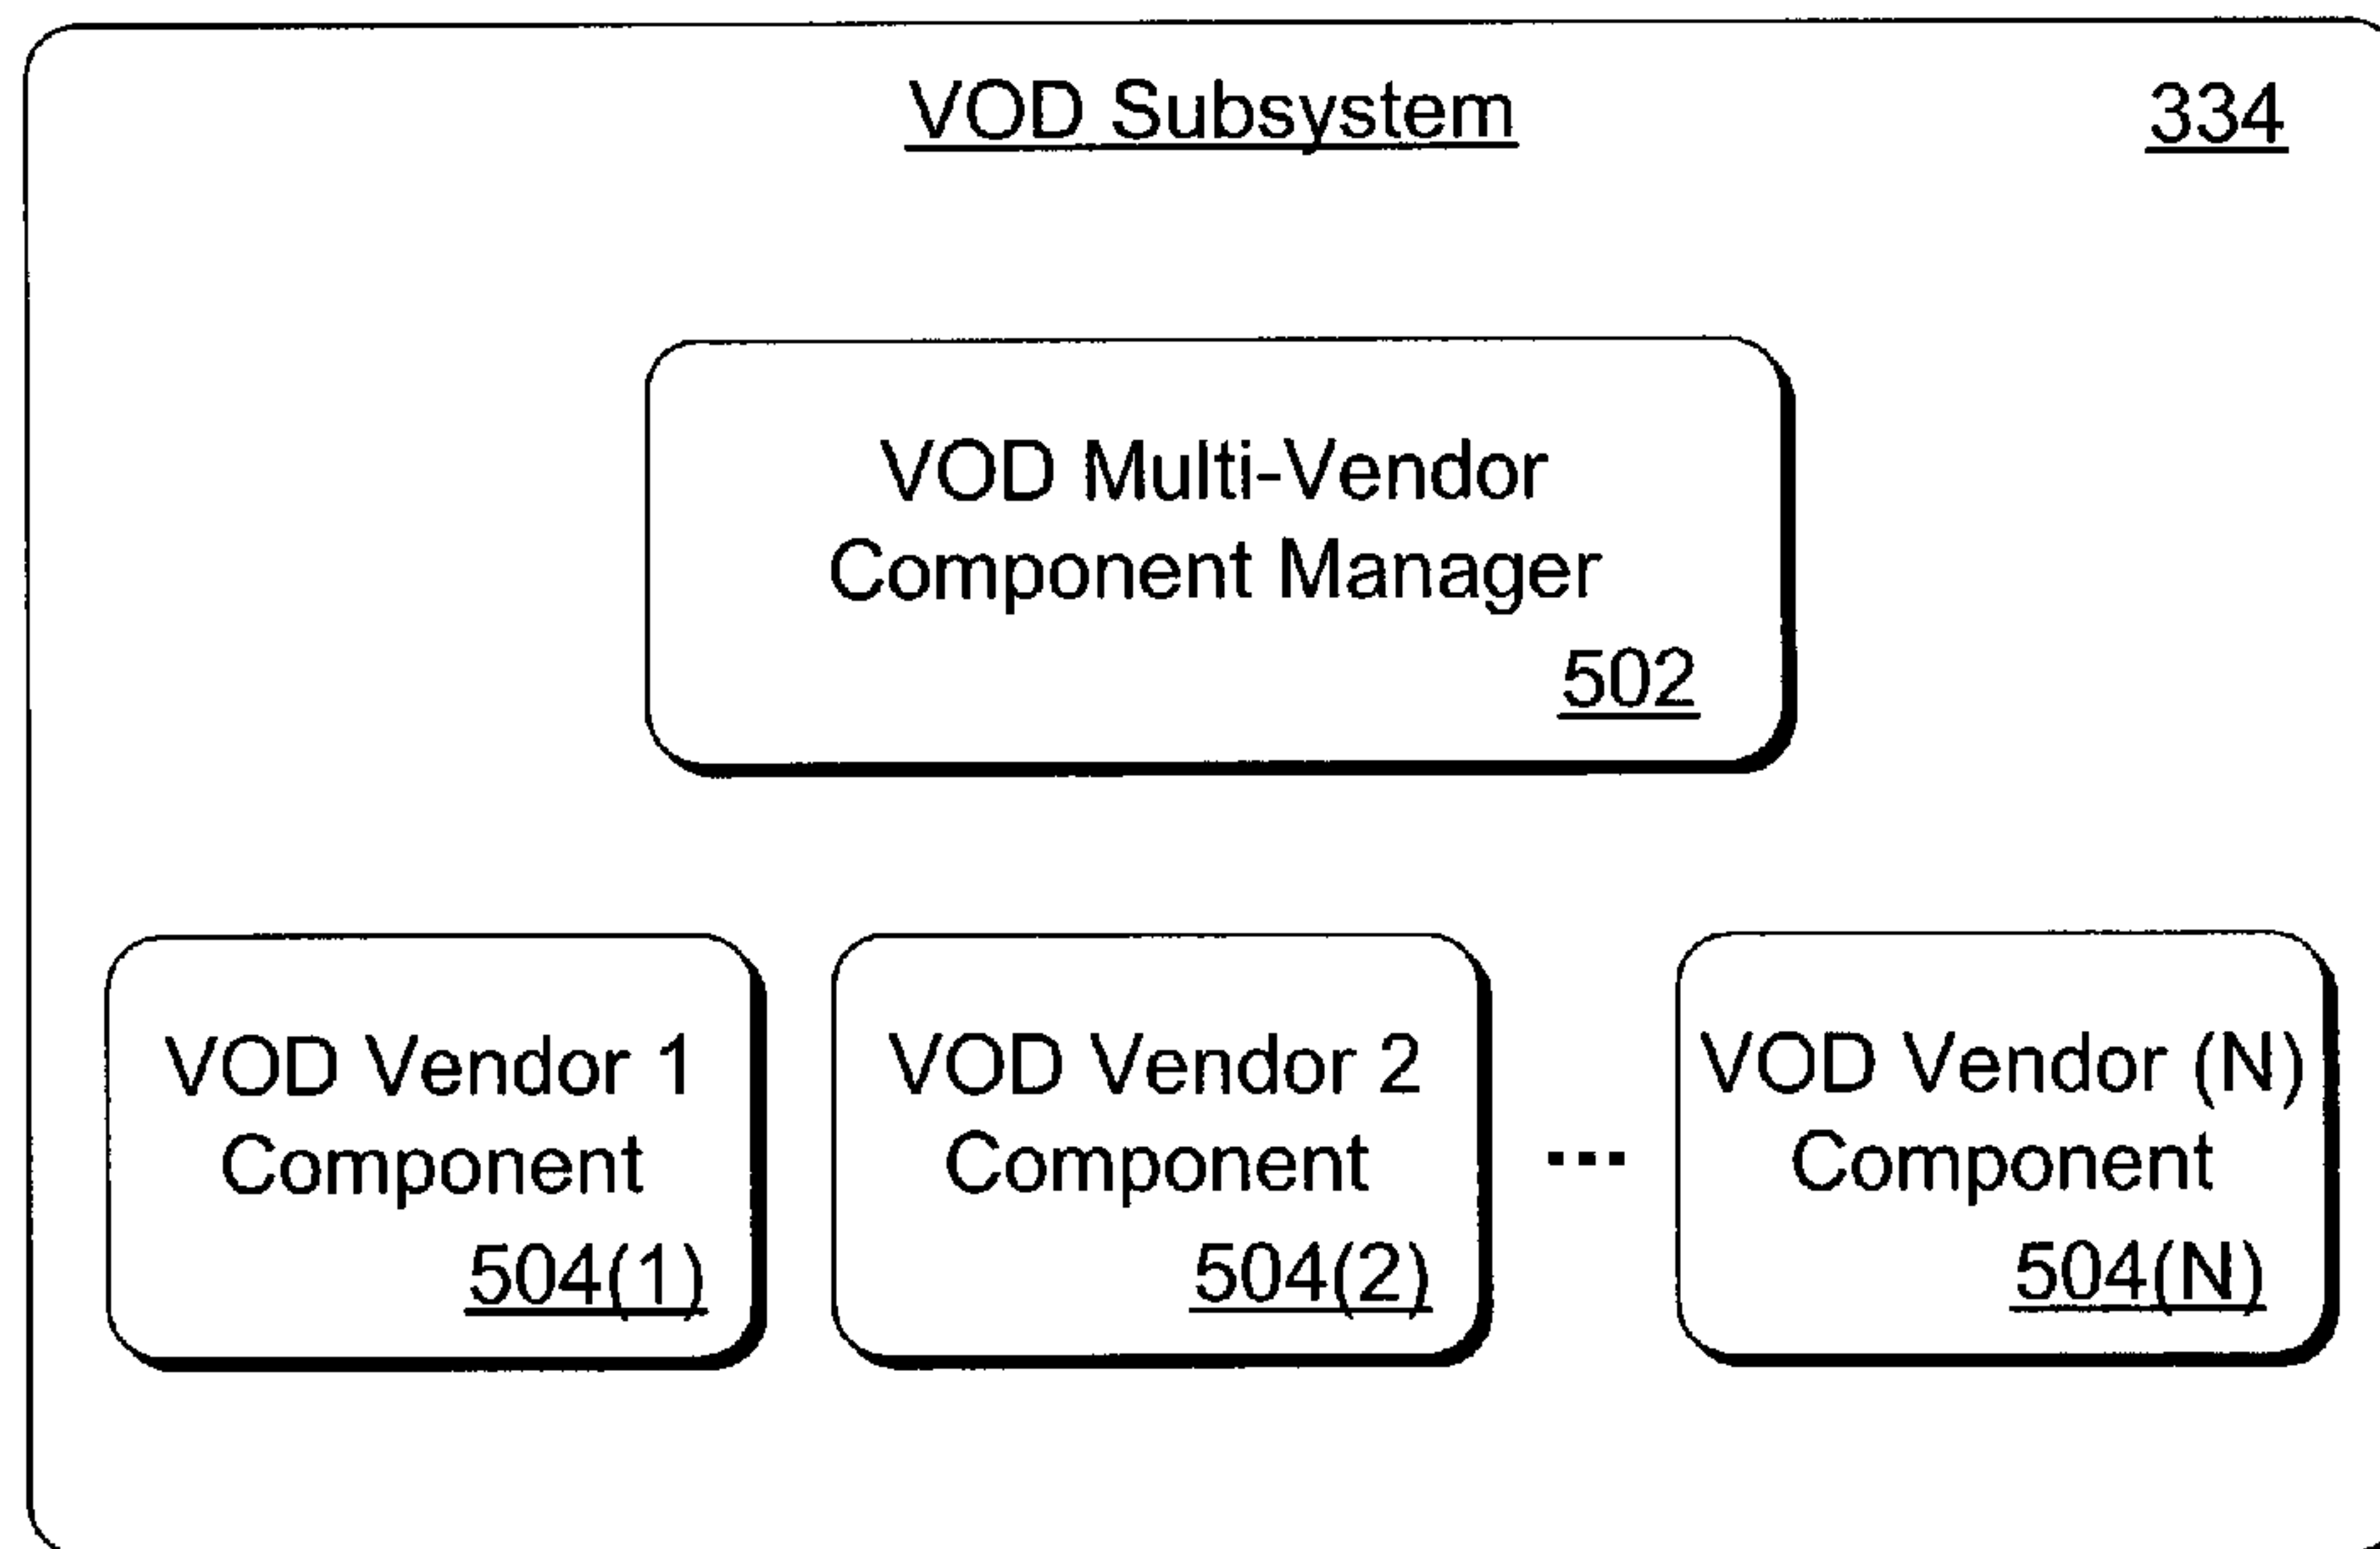 VOD Subsystem
334
VOD Multi-Vendor
Component Manager
502
VOD Vendor 1
Component
504(1)
VOD Vendor 2
Component
504(2)
...
VOD Vendor (N)
Component
504(N)